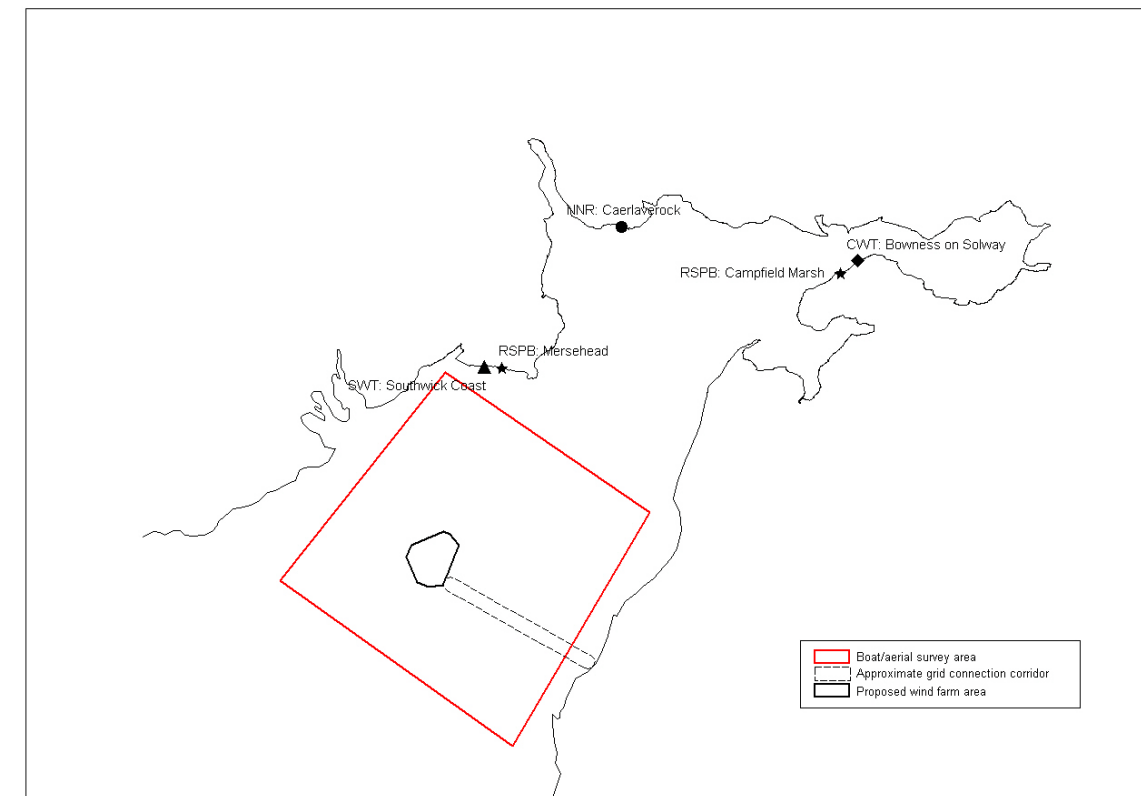 NNR: Caerlaverock
CWT: Bowness on Solway
RSPB: Campfield Marsh
RSPB: Mersehead
SWT: Southwick Coast
Boat/aerial survey area
Approximate grid connection corridor
Proposed wind farm area